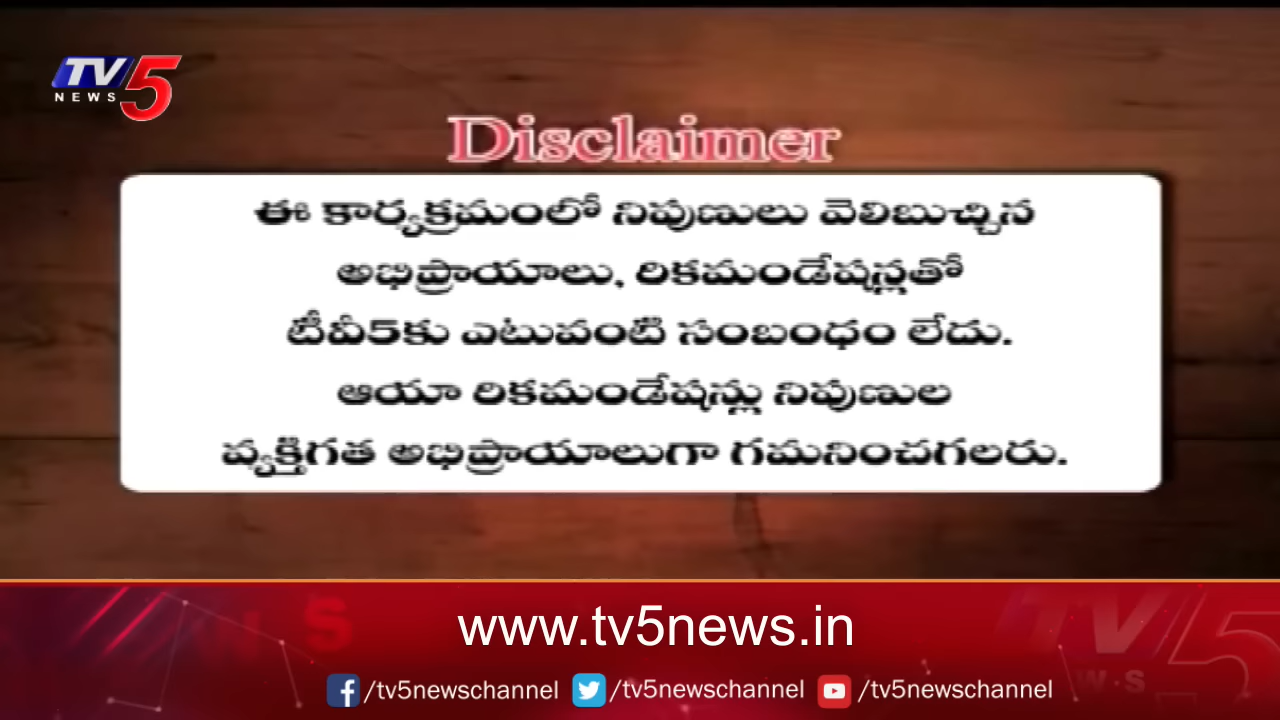 TV5
NEWS
Disclaimer
ఈ కార్యక్రమంలో నిపుణులు వెలిబుచ్చిన
అభిప్రాయాలు, రికమండేషన్లతో
టీవీ5కు ఎటువంటి సంబంధం లేదు.
ఆయా రికమండేషన్లు నిపుణుల
వ్యక్తిగత అభిప్రాయాలుగా గమనించగలరు.
www.tv5news.in
/tv5newschannel /tv5newschannel /tv5newschannel